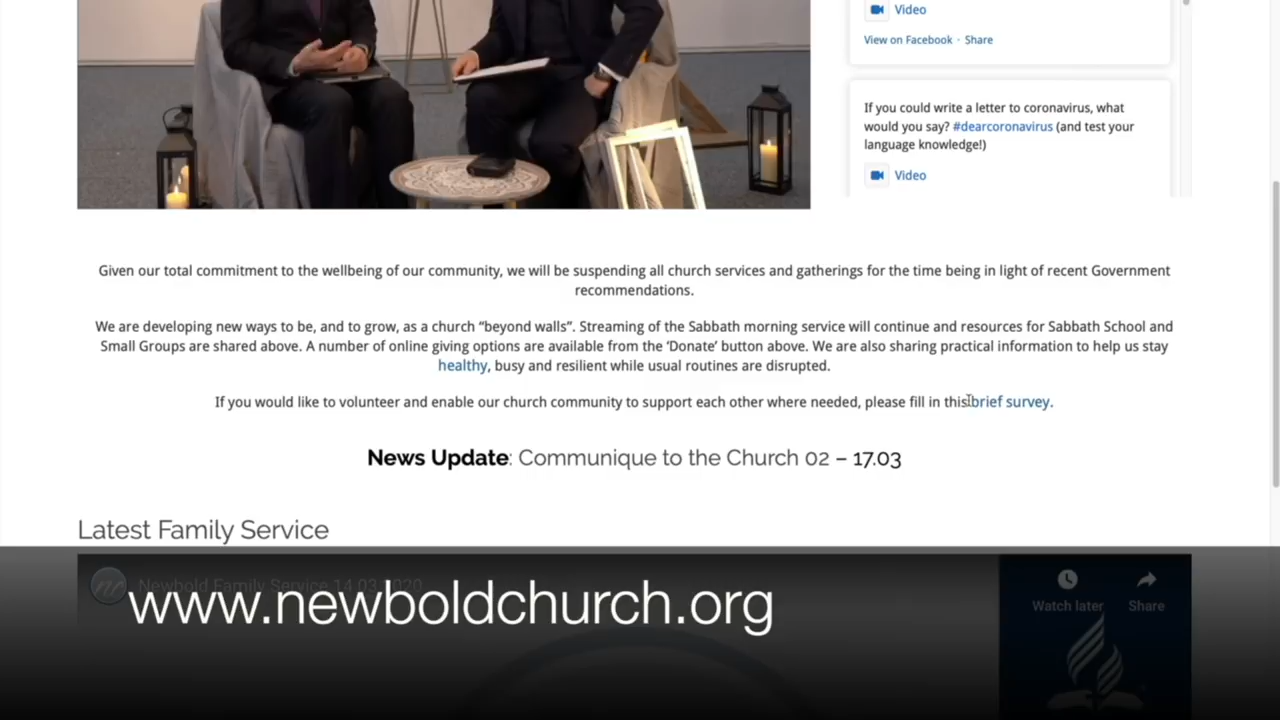 Video
View on Facebook · Share
If you could write a letter to coronavirus, what
would you say? #dearcoronavirus (and test your
language knowledge!)
Video
Given our total commitment to the wellbeing of our community, we will be suspending all church services and gatherings for the time being in light of recent Government
recommendations.
We are developing new ways to be, and to grow, as a church “beyond walls”. Streaming of the Sabbath morning service will continue and resources for Sabbath School and
Small Groups are shared above. A number of online giving options are available from the ‘Donate’ button above. We are also sharing practical information to help us stay
healthy, busy and resilient while usual routines are disrupted.
If you would like to volunteer and enable our church community to support each other where needed, please fill in this brief survey.
News Update: Communique to the Church 02 – 17.03
Latest Family Service
Newbold Family Service 14.03.2020
www.newboldchurch.org
Watch later
Share